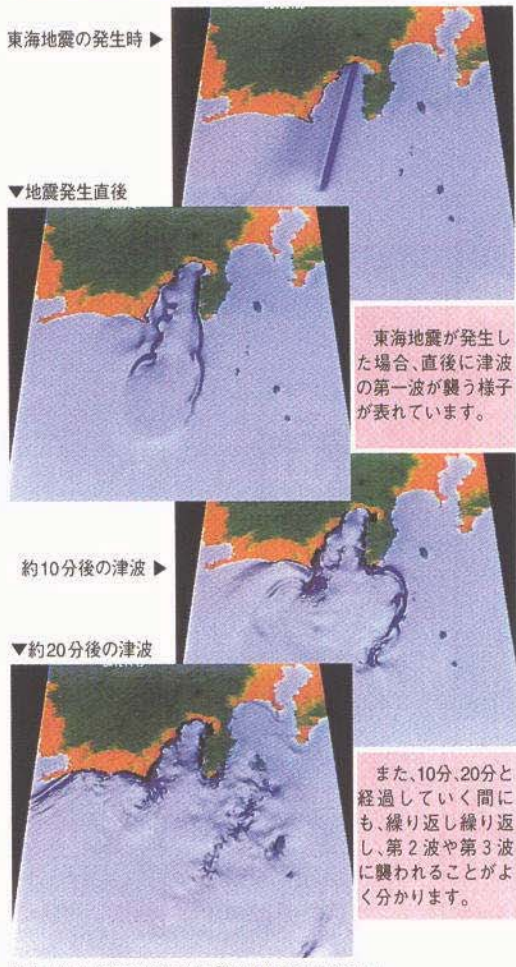 東海地震の発生時 ▶
▼地震発生直後
東海地震が発生し
た場合、直後に津波
の第一波が襲う様子
が表れています。
約10分後の津波 ▶
▼約20分後の津波
また、10分、20分と
経過していく間に
も、繰り返し繰り返
し、第２波や第３波
に襲われることがよ
く分かります。